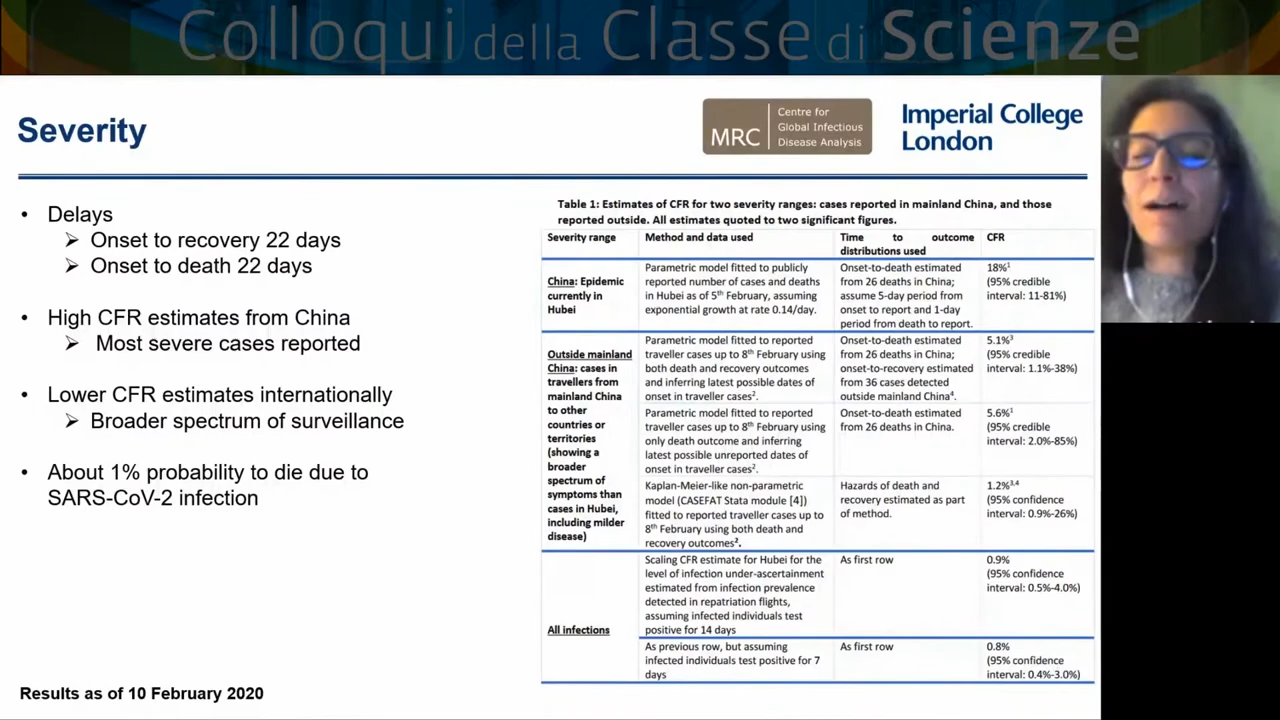 Colloqui della Classe di Scienze
Severity
MRC
Centre for
Global Infectious
Disease Analysis
Imperial College
London
• Delays
➢ Onset to recovery 22 days
➢ Onset to death 22 days
• High CFR estimates from China
➢ Most severe cases reported
• Lower CFR estimates internationally
➢ Broader spectrum of surveillance
• About 1% probability to die due to
SARS-CoV-2 infection
Results as of 10 February 2020
Table 1: Estimates of CFR for two severity ranges: cases reported in mainland China, and those
reported outside. All estimates quoted to two significant figures.
Severity range
Method and data used
Time to outcome
distributions used
CFR
China: Epidemic
currently in
Hubei
Parametric model fitted to publicly
reported number of cases and deaths
in Hubei as of 5th February, assuming
exponential growth at rate 0.14/day.
Onset-to-death estimated
from 26 deaths in China;
assume 5-day period from
onset to report and 1-day
period from death to report.
18%¹
(95% credible
interval: 11-81%)
Outside mainland
China: cases in
travellers from
mainland China
to other
countries or
territories
(showing a
broader
spectrum of
symptoms than
cases in Hubei,
including milder
disease)
Parametric model fitted to reported
traveller cases up to 8th February using
both death and recovery outcomes
and inferring latest possible dates of
onset in traveller cases².
Onset-to-death estimated
from 26 deaths in China;
onset-to-recovery estimated
from 36 cases detected
outside mainland China⁴.
5.1%³
(95% credible
interval: 1.1%-38%)
Parametric model fitted to reported
traveller cases up to 8th February using
only death outcome and inferring
latest possible unreported dates of
onset in traveller cases².
Onset-to-death estimated
from 26 deaths in China.
5.6%¹
(95% credible
interval: 2.0%-85%)
Kaplan-Meier-like non-parametric
model (CASEFAT Stata module [4])
fitted to reported traveller cases up to
8th February using both death and
recovery outcomes².
Hazards of death and
recovery estimated as part
of method.
1.2%³,⁴
(95% confidence
interval: 0.9%-26%)
All infections
Scaling CFR estimate for Hubei for the
level of infection under-ascertainment
estimated from infection prevalence
detected in repatriation flights,
assuming infected individuals test
positive for 14 days
As first row
0.9%
(95% confidence
interval: 0.5%-4.0%)
As previous row, but assuming
infected individuals test positive for 7
days
As first row
0.8%
(95% confidence
interval: 0.4%-3.0%)